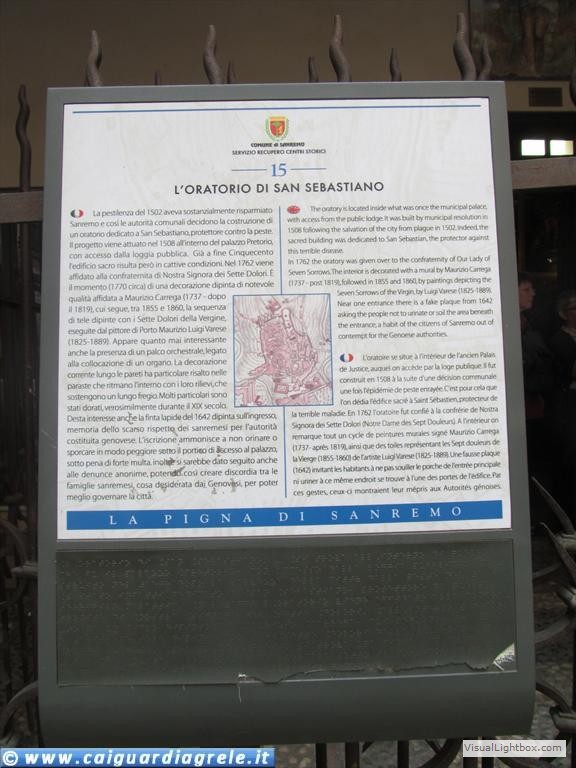 COMUNE di SANREMO
SERVIZIO RECUPERO CENTRI STORICI
15
L'ORATORIO DI SAN SEBASTIANO
La pestilenza del 1502 aveva sostanzialmente risparmiato
Sanremo e così le autorità comunali decidono la costruzione di
un oratorio dedicato a San Sebastiano, protettore contro la peste.
Il progetto viene attuato nel 1508 all'interno del palazzo Pretorio,
con accesso dalla loggia pubblica. Già a fine Cinquecento
l'edificio sacro risulta però in cattive condizioni. Nel 1762 viene
affidato alla confraternita di Nostra Signora dei Sette Dolori. È
il momento (1770 circa) di una decorazione dipinta di notevole
qualità affidata a Maurizio Carrega (1737 - dopo
il 1819), cui segue, tra 1855 e 1860, la sequenza
di tele dipinte con i Sette Dolori della Vergine,
eseguite dal pittore di Porto Maurizio Luigi Varese
(1825-1889). Appare quanto mai interessante
anche la presenza di un palco orchestrale, legato
alla collocazione di un organo. La decorazione
corrente lungo le pareti ha particolare risalto nelle
paraste che ritmano l'interno con i loro rilievi, che
sostengono un lungo fregio. Molti particolari sono
stati dorati, verosimilmente durante il XIX secolo.
Desta interesse anche la finta lapide del 1642 dipinta sull'ingresso,
memoria dello scarso rispetto dei sanremesi per l'autorità
costituita genovese. L'iscrizione ammonisce a non orinare o
sporcare in modo peggiore sotto il portico di accesso al palazzo,
sotto pena di forte multa. inoltre si sarebbe dato seguito anche
alle denunce anonime, potendo così creare discordia tra le
famiglie sanremesi, cosa desiderata dai Genovesi, per poter
meglio governare la città.
The oratory is located inside what was once the municipal palace,
with access from the public lodge. It was built by municipal resolution in
1508 following the salvation of the city from plague in 1502. Indeed, the
sacred building was dedicated to San Sebastian, the protector against
this terrible disease.
In 1762 the oratory was given over to the confraternity of Our Lady of
Seven Sorrows. The interior is decorated with a mural by Maurizio Carrega
(1737 - post 1819), followed in 1855 and 1860, by paintings depicting the
Seven Sorrows of the Virgin, by Luigi Varese (1825-1889).
Near one entrance there is a fake plaque from 1642
asking the people not to urinate or soil the area beneath
the entrance, a habit of the citizens of Sanremo out of
contempt for the Genoese authorities.
L'oratoire se situe à l'intérieur de l'ancien Palais
de Justice, auquel on accède par la loge publique. Il fut
construit en 1508 à la suite d'une décision communale
une fois l'épidémie de peste enrayée. C'est pour cela que
l'on dédia l'édifice sacré à Saint Sébastien, protecteur de
la terrible maladie. En 1762 l'oratoire fut confié à la confrérie de Nostra
Signora dei Sette Dolori (Notre Dame des Sept Douleurs). A l'intérieur on
remarque tout un cycle de peintures murales signé Maurizio Carrega
(1737- après 1819), ainsi que des toiles représentant les Sept douleurs de
la Vierge (1855-1860) de l'artiste Luigi Varese (1825-1889). Une fausse plaque
(1642) invitant les habitants à ne pas souiller le porche de l'entrée principale
ni uriner à ce même endroit se trouve à l'une des portes de l'édifice. Par
ces gestes, ceux-ci montraient leur mépris aux Autorités génoises.
LA PIGNA DI SANREMO
© www.caiguardiagrele.it
VisualLightbox.com